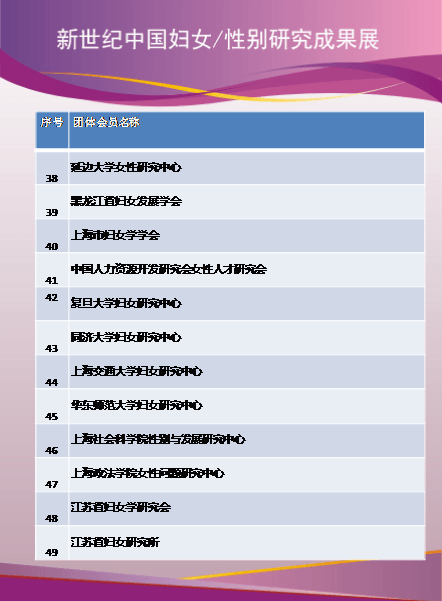 新世纪中国妇女/性别研究成果展
序号 团体会员名称
38 延边大学女性研究中心
39 黑龙江省妇女发展学会
40 上海市妇女学学会
41 中国人力资源开发研究会女性人才研究会
42 复旦大学妇女研究中心
43 同济大学妇女研究中心
44 上海交通大学妇女研究中心
45 华东师范大学妇女研究中心
46 上海社会科学院性别与发展研究中心
47 上海政法学院女性问题研究中心
48 江苏省妇女学研究会
49 江苏省妇女研究所